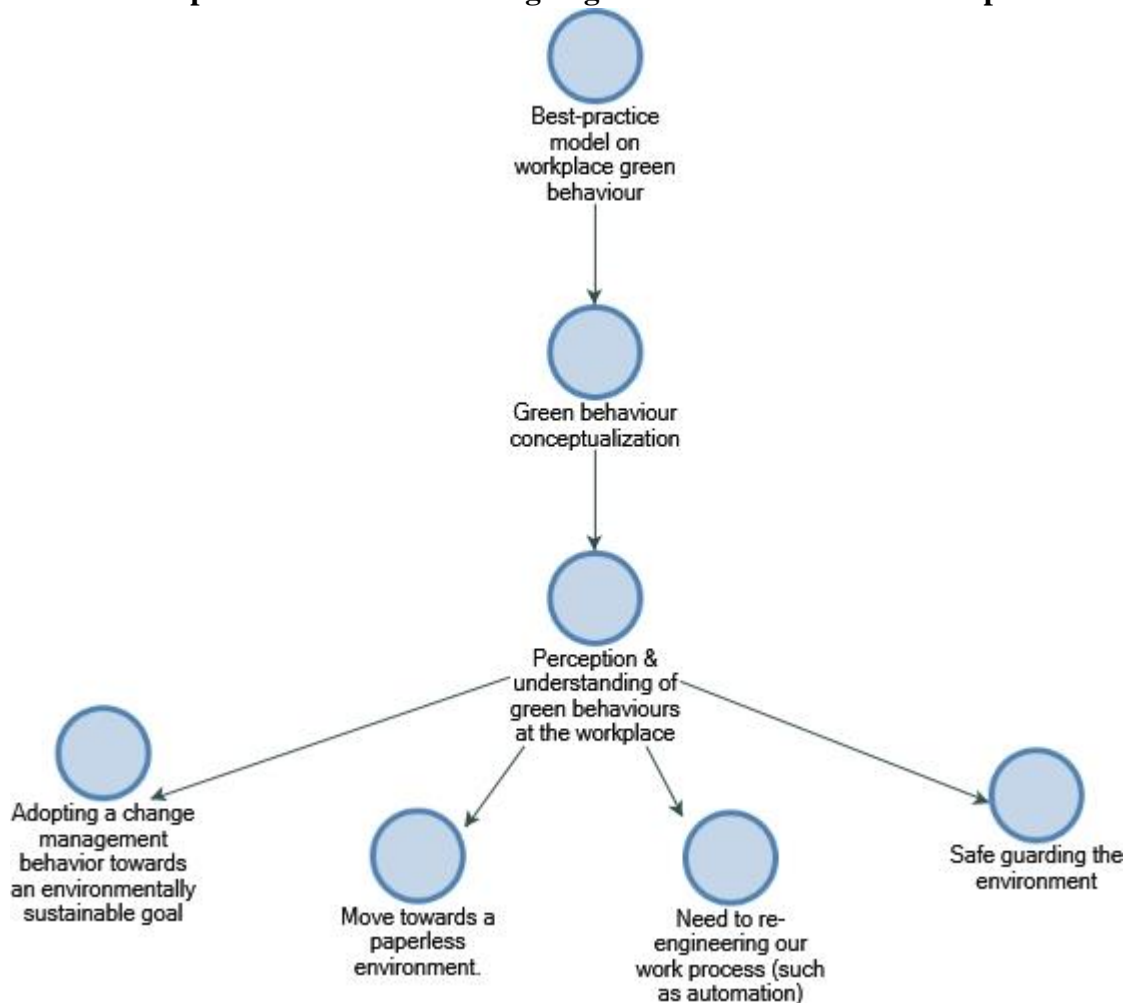 Best-practice
model on
workplace green
behaviour
Green behaviour
conceptualization
Perception &
understanding of
green behaviours
at the workplace
Adopting a change
management
behavior towards
an environmentally
sustainable goal
Move towards a
paperless
environment.
Need to re-
engineering our
work process (such
as automation)
Safe guarding the
environment